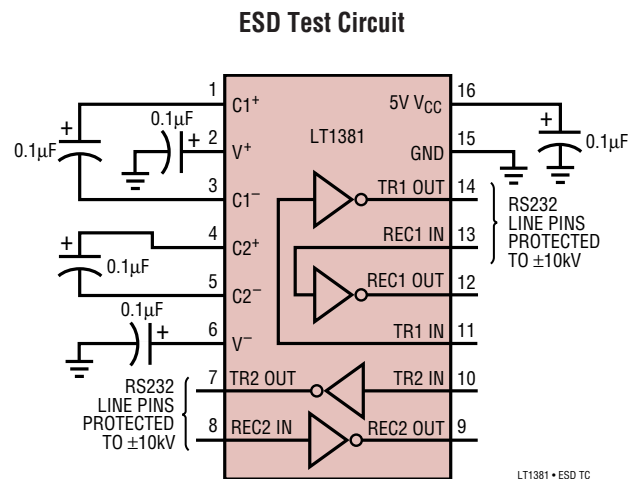 ESD Test Circuit
1
C1+
0.1µF
+
0.1µF
+
2
V+
3
C1–
4
C2+
+
0.1µF
5
C2–
0.1µF
+
6
V–
RS232
LINE PINS
PROTECTED
TO ±10kV
7
TR2 OUT
8
REC2 IN
LT1381
16
5V VCC
+
0.1µF
15
GND
14
TR1 OUT
13
REC1 IN
RS232
LINE PINS
PROTECTED
TO ±10kV
12
REC1 OUT
11
TR1 IN
10
TR2 IN
9
REC2 OUT
LT1381 • ESD TC